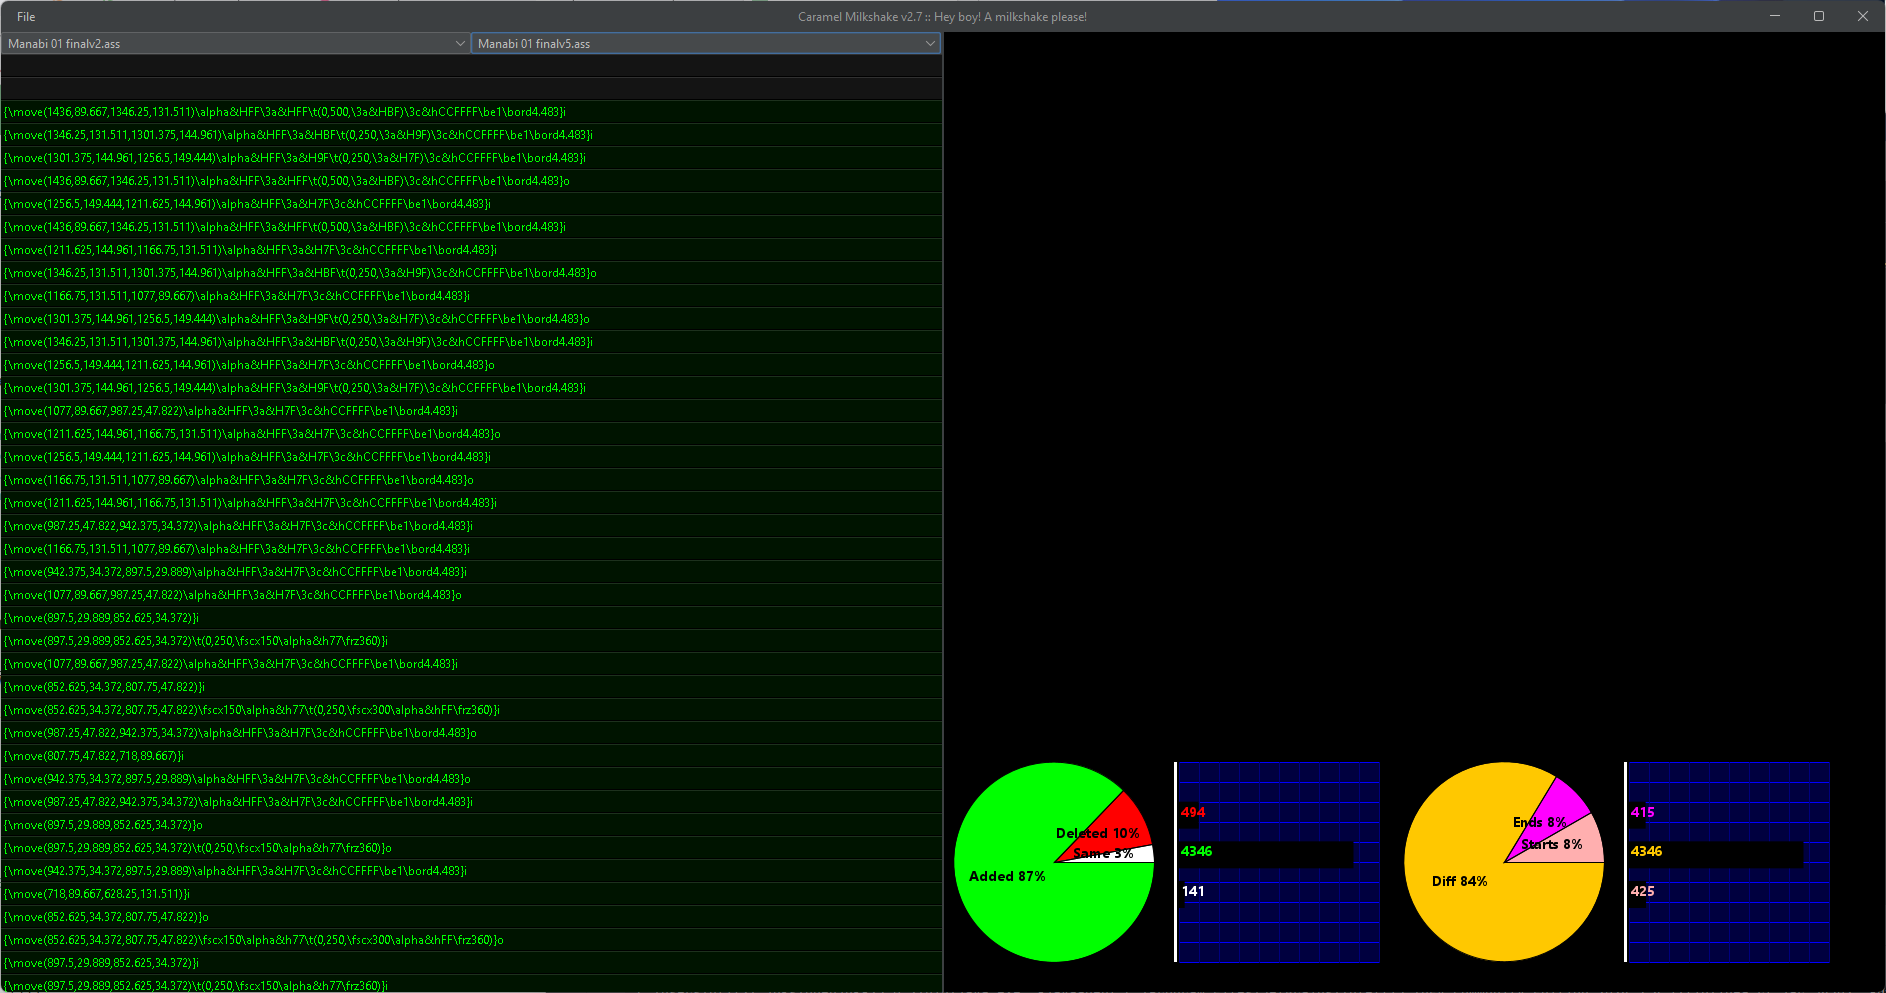 File
Caramel Milkshake v2.7 :: Hey boy! A milkshake please!
Manabi 01 finalv2.ass
Manabi 01 finalv5.ass
{\move(1436,89.667,1346.25,131.511)\alpha&HFF\3a&HFF\t(0,500,\3a&HBF)\3c&hCCFFFF\be1\bord4.483}i
{\move(1346.25,131.511,1301.375,144.961)\alpha&HFF\3a&HBF\t(0,250,\3a&H9F)\3c&hCCFFFF\be1\bord4.483}i
{\move(1301.375,144.961,1256.5,149.444)\alpha&HFF\3a&H9F\t(0,250,\3a&H7F)\3c&hCCFFFF\be1\bord4.483}i
{\move(1436,89.667,1346.25,131.511)\alpha&HFF\3a&HFF\t(0,500,\3a&HBF)\3c&hCCFFFF\be1\bord4.483}o
{\move(1256.5,149.444,1211.625,144.961)\alpha&HFF\3a&H7F\3c&hCCFFFF\be1\bord4.483}i
{\move(1436,89.667,1346.25,131.511)\alpha&HFF\3a&HFF\t(0,500,\3a&HBF)\3c&hCCFFFF\be1\bord4.483}i
{\move(1211.625,144.961,1166.75,131.511)\alpha&HFF\3a&H7F\3c&hCCFFFF\be1\bord4.483}i
{\move(1346.25,131.511,1301.375,144.961)\alpha&HFF\3a&HBF\t(0,250,\3a&H9F)\3c&hCCFFFF\be1\bord4.483}o
{\move(1166.75,131.511,1077,89.667)\alpha&HFF\3a&H7F\3c&hCCFFFF\be1\bord4.483}i
{\move(1301.375,144.961,1256.5,149.444)\alpha&HFF\3a&H9F\t(0,250,\3a&H7F)\3c&hCCFFFF\be1\bord4.483}o
{\move(1346.25,131.511,1301.375,144.961)\alpha&HFF\3a&HBF\t(0,250,\3a&H9F)\3c&hCCFFFF\be1\bord4.483}i
{\move(1256.5,149.444,1211.625,144.961)\alpha&HFF\3a&H7F\3c&hCCFFFF\be1\bord4.483}o
{\move(1301.375,144.961,1256.5,149.444)\alpha&HFF\3a&H9F\t(0,250,\3a&H7F)\3c&hCCFFFF\be1\bord4.483}i
{\move(1077,89.667,987.25,47.822)\alpha&HFF\3a&H7F\3c&hCCFFFF\be1\bord4.483}i
{\move(1211.625,144.961,1166.75,131.511)\alpha&HFF\3a&H7F\3c&hCCFFFF\be1\bord4.483}o
{\move(1256.5,149.444,1211.625,144.961)\alpha&HFF\3a&H7F\3c&hCCFFFF\be1\bord4.483}i
{\move(1166.75,131.511,1077,89.667)\alpha&HFF\3a&H7F\3c&hCCFFFF\be1\bord4.483}o
{\move(1211.625,144.961,1166.75,131.511)\alpha&HFF\3a&H7F\3c&hCCFFFF\be1\bord4.483}i
{\move(987.25,47.822,942.375,34.372)\alpha&HFF\3a&H7F\3c&hCCFFFF\be1\bord4.483}i
{\move(1166.75,131.511,1077,89.667)\alpha&HFF\3a&H7F\3c&hCCFFFF\be1\bord4.483}i
{\move(942.375,34.372,897.5,29.889)\alpha&HFF\3a&H7F\3c&hCCFFFF\be1\bord4.483}i
{\move(1077,89.667,987.25,47.822)\alpha&HFF\3a&H7F\3c&hCCFFFF\be1\bord4.483}o
{\move(897.5,29.889,852.625,34.372)}i
{\move(897.5,29.889,852.625,34.372)\t(0,250,\fscx150\alpha&h77\frz360)}i
{\move(1077,89.667,987.25,47.822)\alpha&HFF\3a&H7F\3c&hCCFFFF\be1\bord4.483}i
{\move(852.625,34.372,807.75,47.822)}i
{\move(852.625,34.372,807.75,47.822)\fscx150\alpha&h77\t(0,250,\fscx300\alpha&hFF\frz360)}i
{\move(987.25,47.822,942.375,34.372)\alpha&HFF\3a&H7F\3c&hCCFFFF\be1\bord4.483}o
{\move(807.75,47.822,718,89.667)}i
{\move(942.375,34.372,897.5,29.889)\alpha&HFF\3a&H7F\3c&hCCFFFF\be1\bord4.483}o
{\move(987.25,47.822,942.375,34.372)\alpha&HFF\3a&H7F\3c&hCCFFFF\be1\bord4.483}i
{\move(897.5,29.889,852.625,34.372)}o
{\move(897.5,29.889,852.625,34.372)\t(0,250,\fscx150\alpha&h77\frz360)}o
{\move(942.375,34.372,897.5,29.889)\alpha&HFF\3a&H7F\3c&hCCFFFF\be1\bord4.483}i
{\move(718,89.667,628.25,131.511)}i
{\move(852.625,34.372,807.75,47.822)}o
{\move(852.625,34.372,807.75,47.822)\fscx150\alpha&h77\t(0,250,\fscx300\alpha&hFF\frz360)}o
{\move(897.5,29.889,852.625,34.372)}i
{\move(897.5,29.889,852.625,34.372)\t(0,250,\fscx150\alpha&h77\frz360)}i
Deleted 10%
Same 3%
Added 87%
494
4346
141
Ends 8%
Starts 8%
Diff 84%
415
4346
425